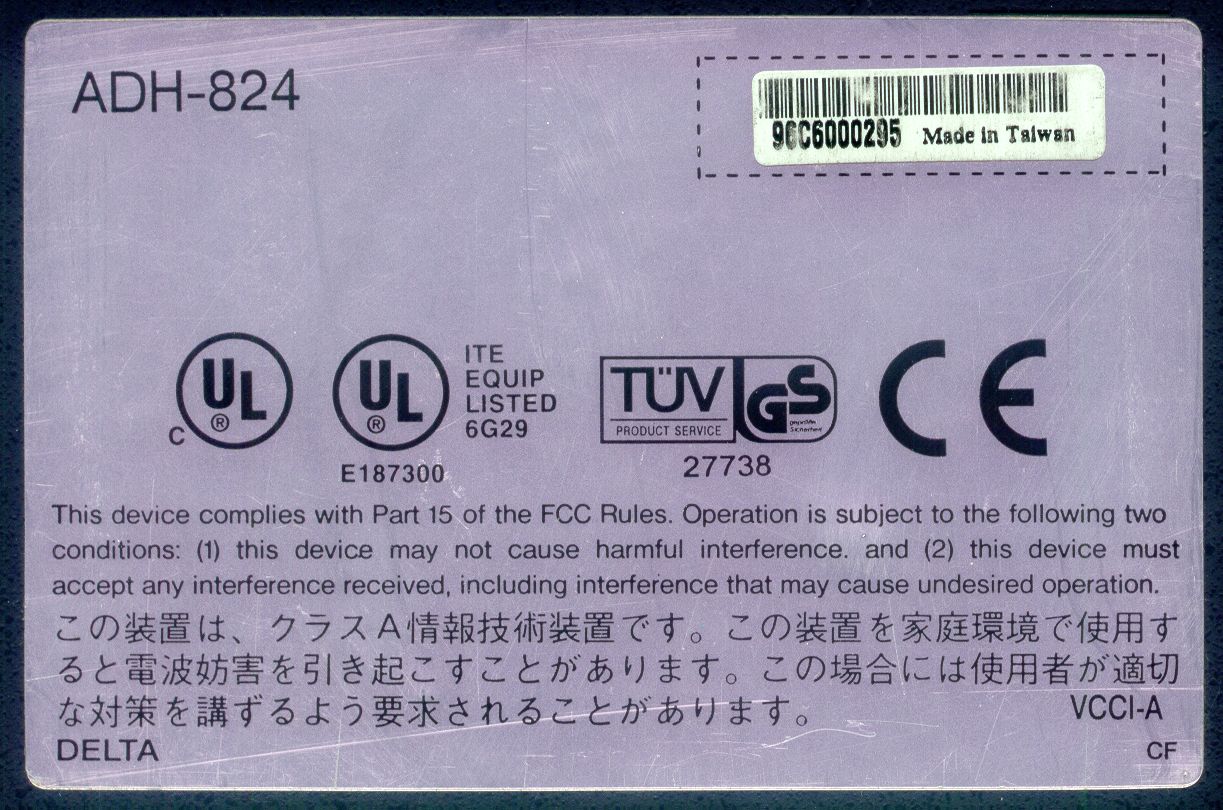 ADH-824
96C6000295 Made in Taiwan
C UL ®
UL ®
E187300
ITE
EQUIP
LISTED
6G29
TÜV
PRODUCT SERVICE
GS
geprüfte
Sicherheit
27738
CE
This device complies with Part 15 of the FCC Rules. Operation is subject to the following two
conditions: (1) this device may not cause harmful interference. and (2) this device must
accept any interference received, including interference that may cause undesired operation.
この装置は、クラスA情報技術装置です。この装置を家庭環境で使用す
ると電波妨害を引き起こすことがあります。この場合には使用者が適切
な対策を講ずるよう要求されることがあります。 VCCI-A
DELTA CF